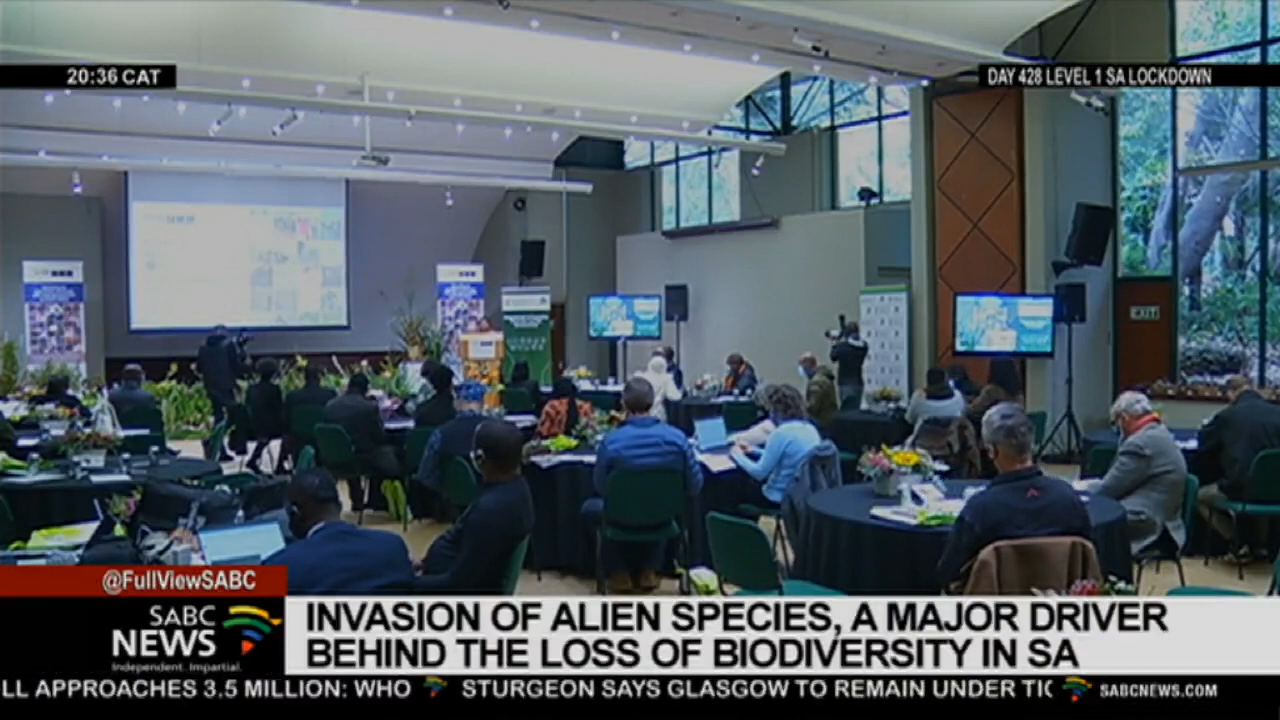 20:36 CAT
DAY 428 LEVEL 1 SA LOCKDOWN
EXIT
@FullViewSABC
SABC
NEWS
Independent. Impartial.
INVASION OF ALIEN SPECIES, A MAJOR DRIVER
BEHIND THE LOSS OF BIODIVERSITY IN SA
LL APPROACHES 3.5 MILLION: WHO STURGEON SAYS GLASGOW TO REMAIN UNDER TI
SABCNEWS.COM